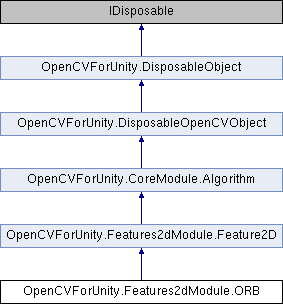 IDisposable
OpenCVForUnity.DisposableObject
OpenCVForUnity.DisposableOpenCVObject
OpenCVForUnity.CoreModule.Algorithm
OpenCVForUnity.Features2dModule.Feature2D
OpenCVForUnity.Features2dModule.ORB